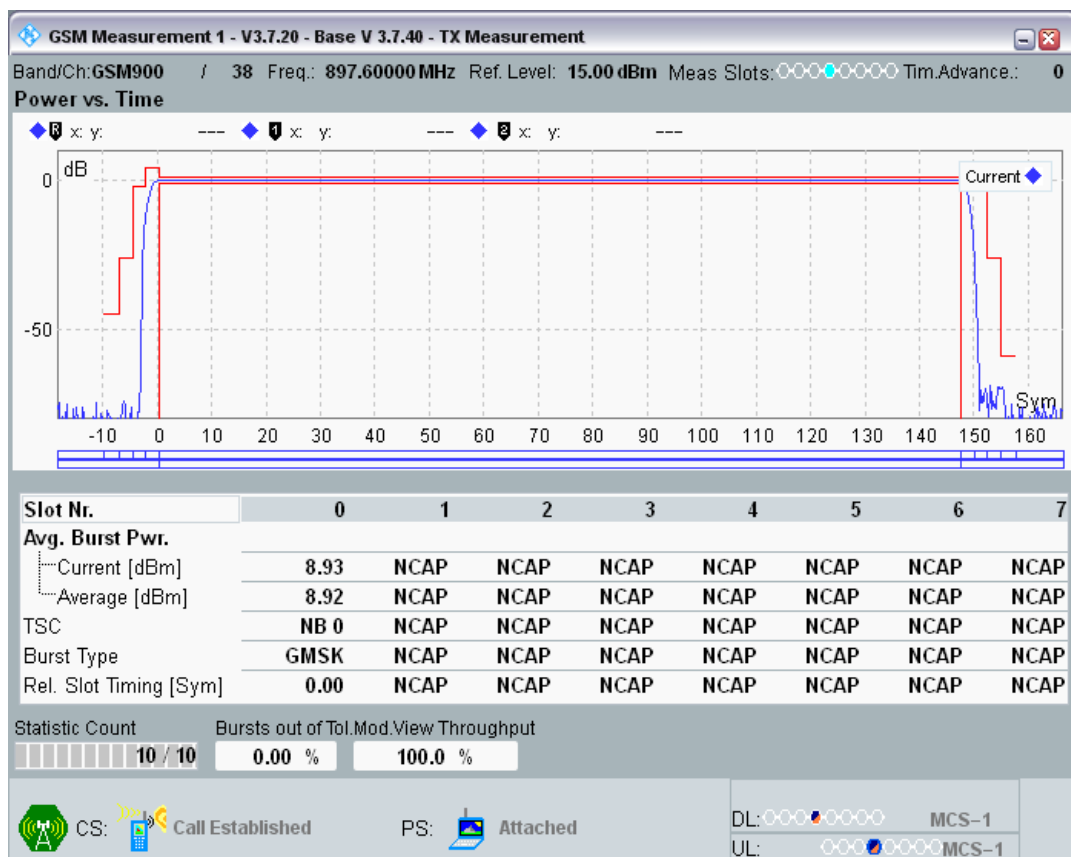 GSM Measurement 1 - V3.7.20 - Base V 3.7.40 - TX Measurement
Band/Ch:GSM900 / 38 Freq.: 897.60000 MHz Ref. Level: 15.00 dBm Meas Slots: Tim.Advance.: 0
Power vs. Time
R x: y: --- 1 x: y: --- 2 x: y: ---
dB
Current
0
-50
Sym
-10 0 10 20 30 40 50 60 70 80 90 100 110 120 130 140 150 160
Slot Nr. 0 1 2 3 4 5 6 7
Avg. Burst Pwr.
Current [dBm] 8.93 NCAP NCAP NCAP NCAP NCAP NCAP NCAP
Average [dBm] 8.92 NCAP NCAP NCAP NCAP NCAP NCAP NCAP
TSC NB 0 NCAP NCAP NCAP NCAP NCAP NCAP NCAP
Burst Type GMSK NCAP NCAP NCAP NCAP NCAP NCAP NCAP
Rel. Slot Timing [Sym] 0.00 NCAP NCAP NCAP NCAP NCAP NCAP NCAP
Statistic Count Bursts out of Tol.Mod.View Throughput
10 / 10 0.00 % 100.0 %
CS: Call Established PS: Attached DL: MCS-1
UL: MCS-1